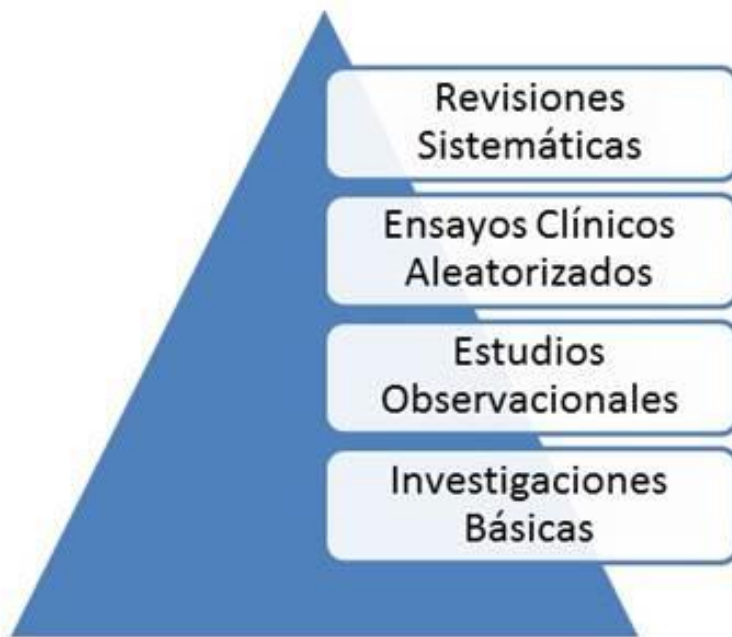 Revisiones
Sistemáticas
Ensayos Clínicos
Aleatorizados
Estudios
Observacionales
Investigaciones
Básicas